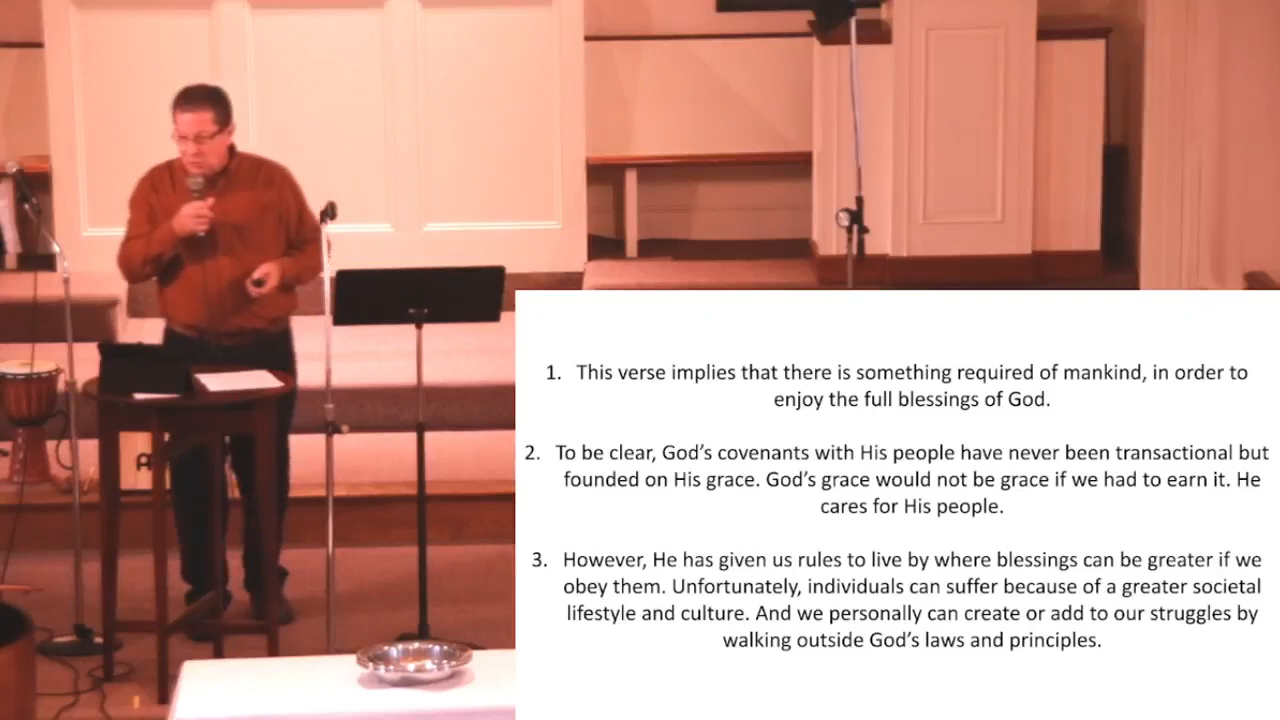 1. This verse implies that there is something required of mankind, in order to
enjoy the full blessings of God.
2. To be clear, God's covenants with His people have never been transactional but
founded on His grace. God's grace would not be grace if we had to earn it. He
cares for His people.
3. However, He has given us rules to live by where blessings can be greater if we
obey them. Unfortunately, individuals can suffer because of a greater societal
lifestyle and culture. And we personally can create or add to our struggles by
walking outside God's laws and principles.